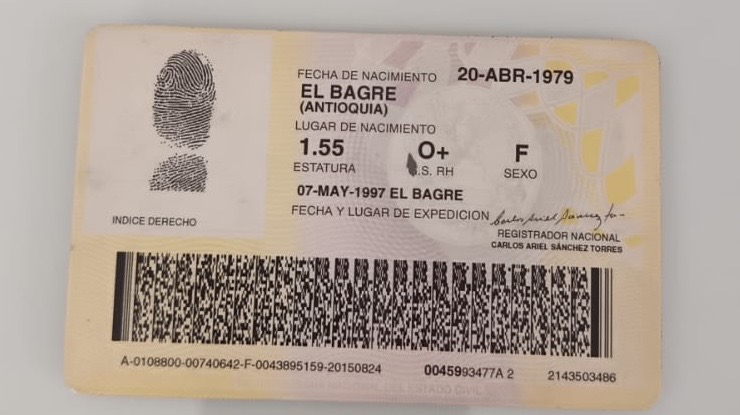 FECHA DE NACIMIENTO 20-ABR-1979
EL BAGRE
(ANTIOQUIA)
LUGAR DE NACIMIENTO
1.55 O+ F
ESTATURA .S. RH SEXO
07-MAY-1997 EL BAGRE
FECHA Y LUGAR DE EXPEDICION
INDICE DERECHO
REGISTRADOR NACIONAL
CARLOS ARIEL SÁNCHEZ TORRES
A-0108800-00740642-F-0043895159-20150824 0045993477A 2 2143503486